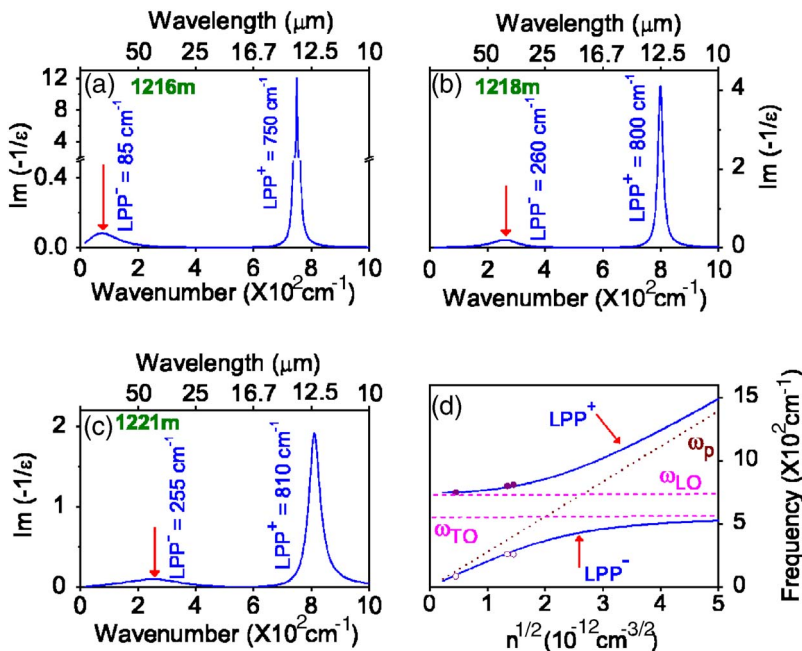 Wavelength (μm)
50 25 16.7 12.5 10
(a) 1216m
12
8
4
0.4
0.0
Im (-1/ε)
LPP⁻ = 85 cm⁻¹
LPP⁺ = 750 cm⁻¹
0 2 4 6 8 10
Wavenumber (X10²cm⁻¹)
Wavelength (μm)
50 25 16.7 12.5 10
(b) 1218m
4
2
0
Im (-1/ε)
LPP⁻ = 260 cm⁻¹
LPP⁺ = 800 cm⁻¹
0 2 4 6 8 10
Wavenumber (X10²cm⁻¹)
Wavelength (μm)
50 25 16.7 12.5 10
(c) 1221m
2
1
0
Im (-1/ε)
LPP⁻ = 255 cm⁻¹
LPP⁺ = 810 cm⁻¹
0 2 4 6 8 10
Wavenumber (X10²cm⁻¹)
(d)
LPP⁺
ωp
ωLO
ωTO
LPP⁻
15
10
5
0
Frequency (X10²cm⁻¹)
0 1 2 3 4 5
n¹/² (10⁻¹²cm⁻³/²)